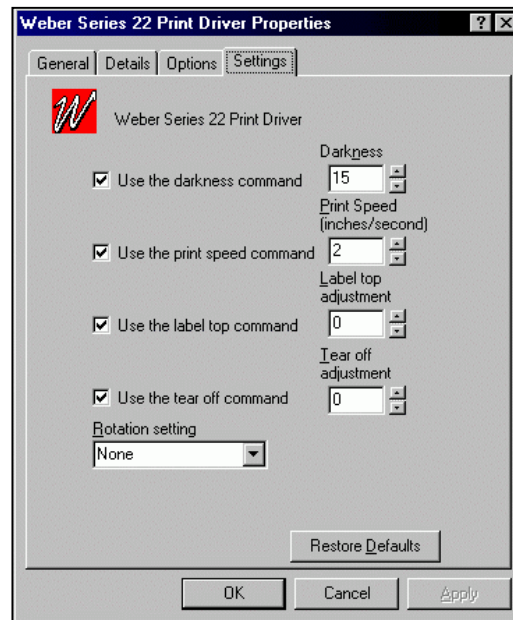 Weber Series 22 Print Driver Properties
General Details Options Settings
W Weber Series 22 Print Driver
Darkness
Use the darkness command 15
Print Speed
(inches/second)
Use the print speed command 2
Label top
adjustment
Use the label top command 0
Tear off
adjustment
Use the tear off command 0
Rotation setting
None
Restore Defaults
OK Cancel Apply